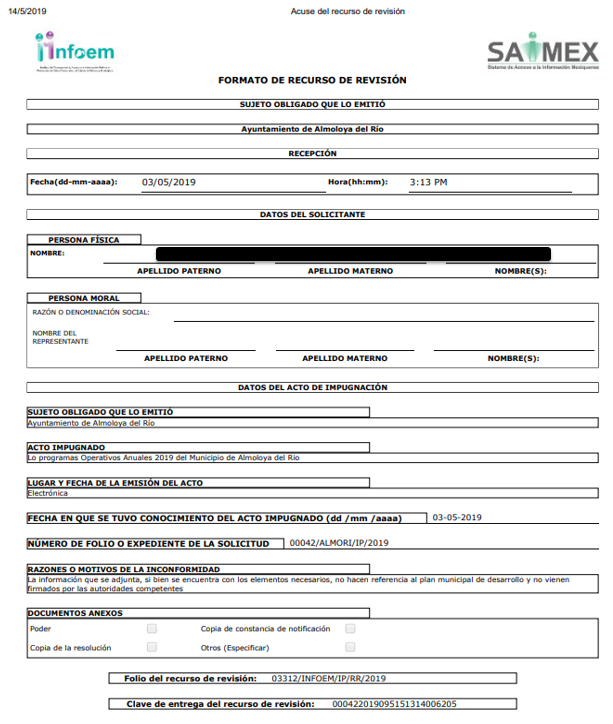 14/5/2019 Acuse del recurso de revisión
infoem
SAIMEX
Sistema de Acceso a la Información Mexiquense
FORMATO DE RECURSO DE REVISIÓN
SUJETO OBLIGADO QUE LO EMITIÓ
Ayuntamiento de Almoloya del Río
RECEPCIÓN
Fecha(dd-mm-aaaa): 03/05/2019 Hora(hh:mm): 3:13 PM
DATOS DEL SOLICITANTE
PERSONA FÍSICA
NOMBRE:
APELLIDO PATERNO APELLIDO MATERNO NOMBRE(S):
PERSONA MORAL
RAZÓN O DENOMINACIÓN SOCIAL:
NOMBRE DEL
REPRESENTANTE
APELLIDO PATERNO APELLIDO MATERNO NOMBRE(S):
DATOS DEL ACTO DE IMPUGNACIÓN
SUJETO OBLIGADO QUE LO EMITIÓ
Ayuntamiento de Almoloya del Río
ACTO IMPUGNADO
Lo programas Operativos Anuales 2019 del Municipio de Almoloya del Río
LUGAR Y FECHA DE LA EMISIÓN DEL ACTO
Electrónica
FECHA EN QUE SE TUVO CONOCIMIENTO DEL ACTO IMPUGNADO (dd /mm /aaaa) 03-05-2019
NÚMERO DE FOLIO O EXPEDIENTE DE LA SOLICITUD 00042/ALMORI/IP/2019
RAZONES O MOTIVOS DE LA INCONFORMIDAD
La información que se adjunta, si bien se encuentra con los elementos necesarios, no hacen referencia al plan municipal de desarrollo y no vienen
firmados por las autoridades competentes
DOCUMENTOS ANEXOS
Poder Copia de constancia de notificación
Copia de la resolución Otros (Especificar)
Folio del recurso de revisión: 03312/INFOEM/IP/RR/2019
Clave de entrega del recurso de revisión: 000422019095151314006205